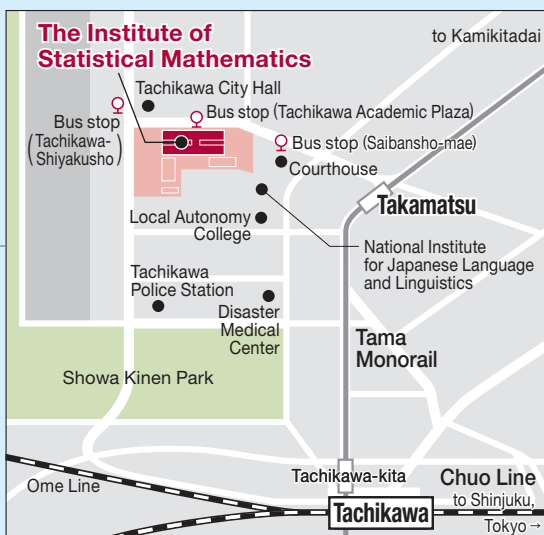 The Institute of
Statistical Mathematics
to Kamikitadai
Tachikawa City Hall
Bus stop (Tachikawa Academic Plaza)
Bus stop
(Tachikawa-
Shiyakusho)
Bus stop (Saibansho-mae)
Courthouse
Takamatsu
Local Autonomy
College
National Institute
for Japanese Language
and Linguistics
Tachikawa
Police Station
Disaster
Medical
Center
Tama
Monorail
Showa Kinen Park
Tachikawa-kita
Chuo Line
to Shinjuku,
Tokyo→
Ome Line
Tachikawa